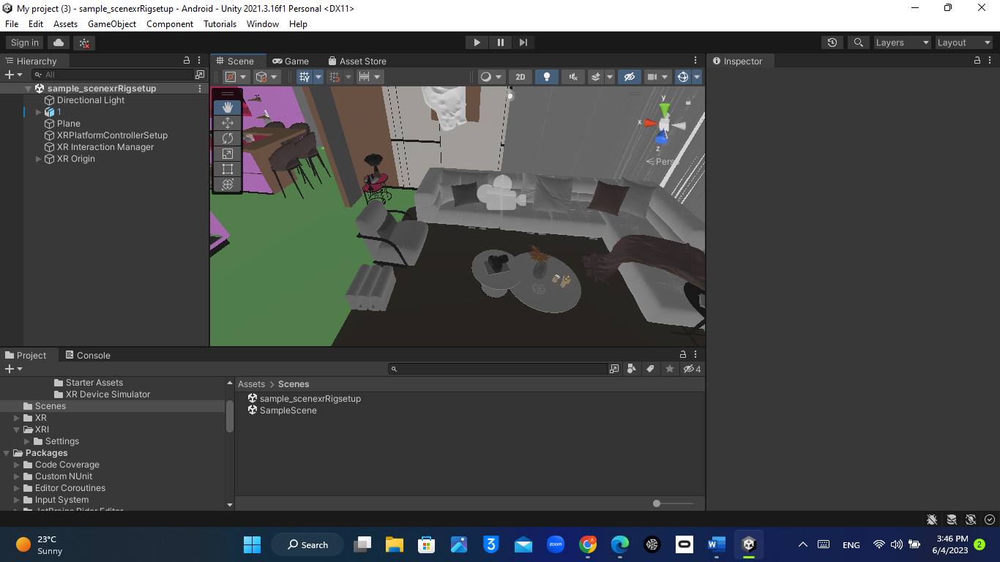 My project (3) - sample_scenexrRigsetup - Android - Unity 2021.3.16f1 Personal <DX11>
File Edit Assets GameObject Component Tutorials Window Help
Sign in
Layers
Layout
Hierarchy
All
sample_scenexrRigsetup
Directional Light
1
Plane
XRPlatformControllerSetup
XR Interaction Manager
XR Origin
Scene
Game
Asset Store
2D
y
x
z
Inspector
Project
Console
4
Starter Assets
XR Device Simulator
Scenes
XR
XRI
Settings
Packages
Code Coverage
Custom NUnit
Editor Coroutines
Input System
JetBrains Rider Editor
Assets > Scenes
sample_scenexrRigsetup
SampleScene
23°C
Sunny
Search
3
zoom
W
ENG
3:46 PM
6/4/2023
2